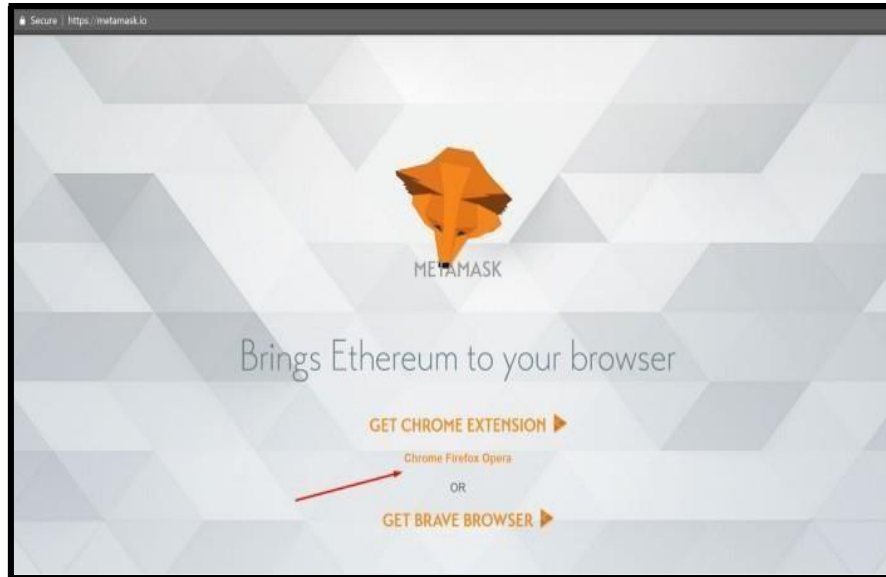 Secure | https://metamask.io
METAMASK
Brings Ethereum to your browser
GET CHROME EXTENSION
Chrome Firefox Opera
OR
GET BRAVE BROWSER